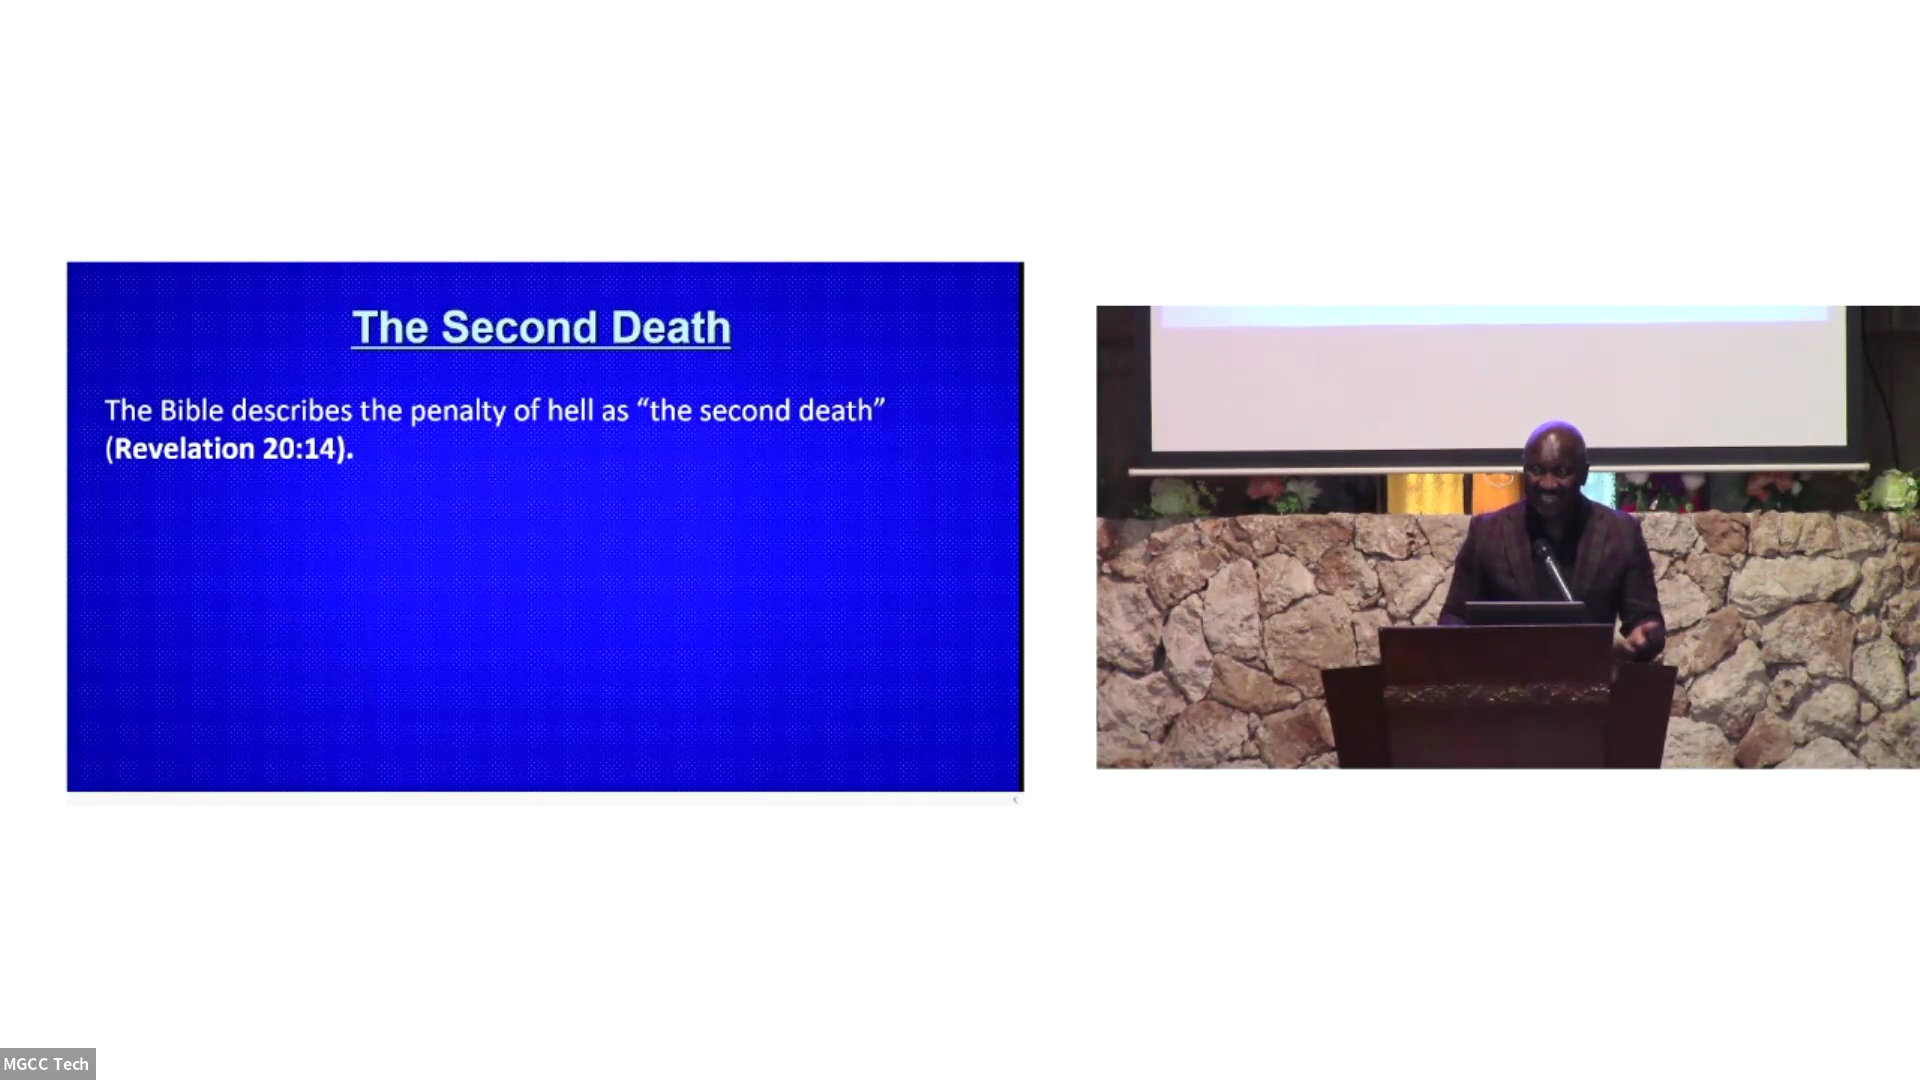 The Second Death
The Bible describes the penalty of hell as “the second death”
(Revelation 20:14).
MGCC Tech